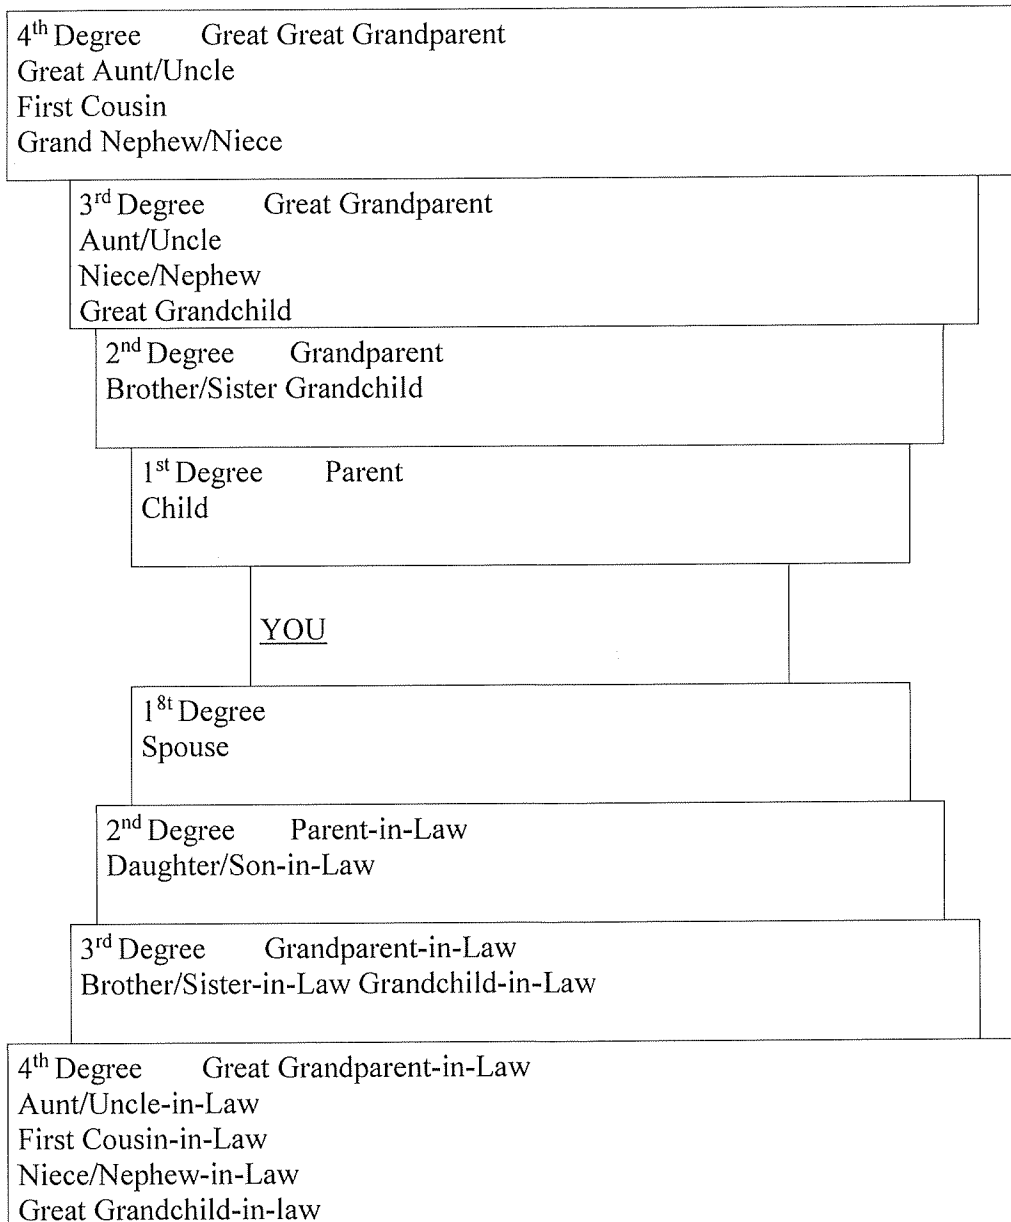 4th Degree Great Great Grandparent
Great Aunt/Uncle
First Cousin
Grand Nephew/Niece
3rd Degree Great Grandparent
Aunt/Uncle
Niece/Nephew
Great Grandchild
2nd Degree Grandparent
Brother/Sister Grandchild
1st Degree Parent
Child
YOU
18t Degree
Spouse
2nd Degree Parent-in-Law
Daughter/Son-in-Law
3rd Degree Grandparent-in-Law
Brother/Sister-in-Law Grandchild-in-Law
4th Degree Great Grandparent-in-Law
Aunt/Uncle-in-Law
First Cousin-in-Law
Niece/Nephew-in-Law
Great Grandchild-in-law